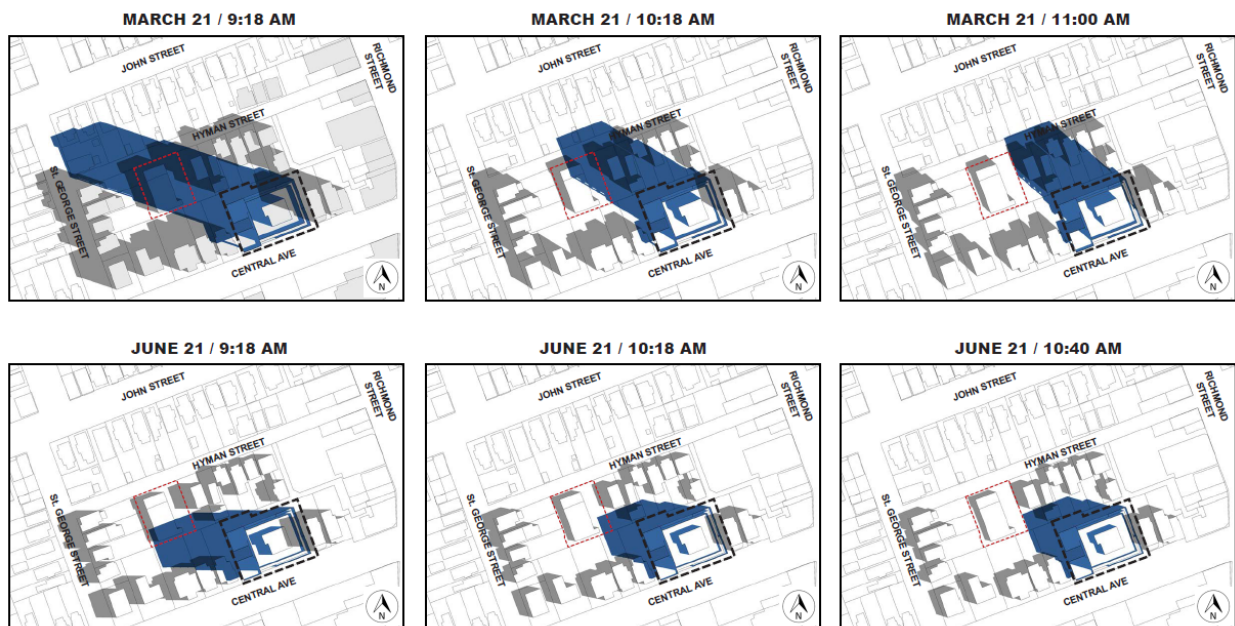 MARCH 21 / 9:18 AM
JOHN STREET
RICHMOND
STREET
HYMAN STREET
St. GEORGE STREET
CENTRAL AVE
N
MARCH 21 / 10:18 AM
JOHN STREET
RICHMOND
STREET
HYMAN STREET
St. GEORGE STREET
CENTRAL AVE
N
MARCH 21 / 11:00 AM
JOHN STREET
RICHMOND
STREET
HYMAN STREET
St. GEORGE STREET
CENTRAL AVE
N
JUNE 21 / 9:18 AM
JOHN STREET
RICHMOND
STREET
HYMAN STREET
St. GEORGE STREET
CENTRAL AVE
N
JUNE 21 / 10:18 AM
JOHN STREET
RICHMOND
STREET
HYMAN STREET
St. GEORGE STREET
CENTRAL AVE
N
JUNE 21 / 10:40 AM
JOHN STREET
RICHMOND
STREET
HYMAN STREET
St. GEORGE STREET
CENTRAL AVE
N